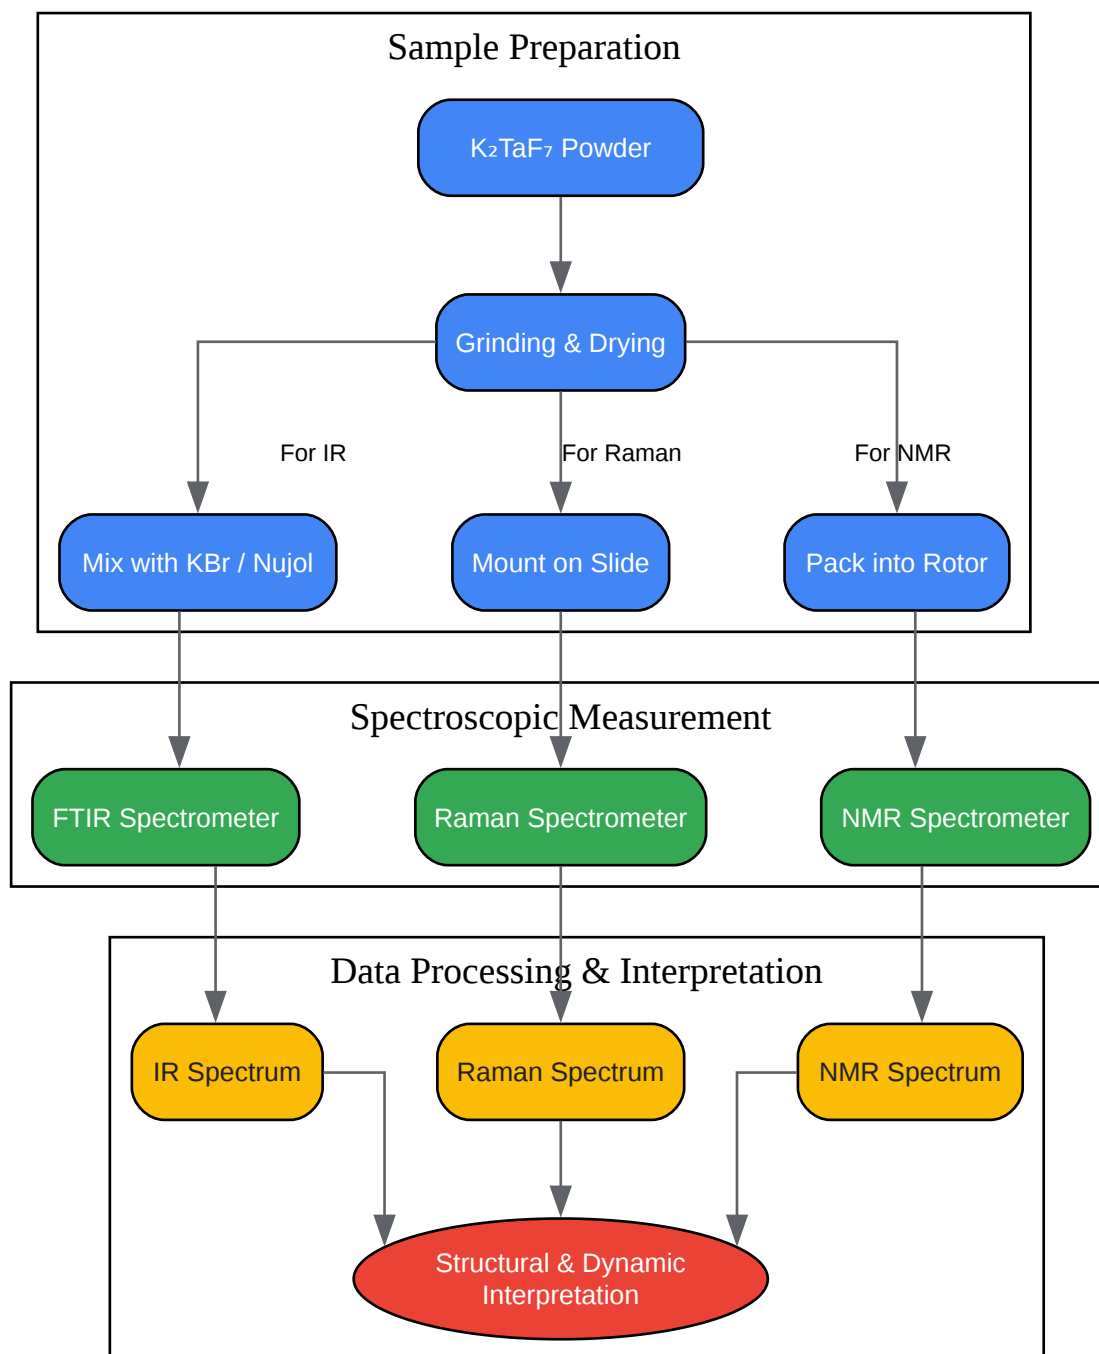 Sample Preparation
K₂TaF₇ Powder
Grinding & Drying
For IR
For Raman
For NMR
Mix with KBr / Nujol
Mount on Slide
Pack into Rotor
Spectroscopic Measurement
FTIR Spectrometer
Raman Spectrometer
NMR Spectrometer
Data Processing & Interpretation
IR Spectrum
Raman Spectrum
NMR Spectrum
Structural & Dynamic
Interpretation